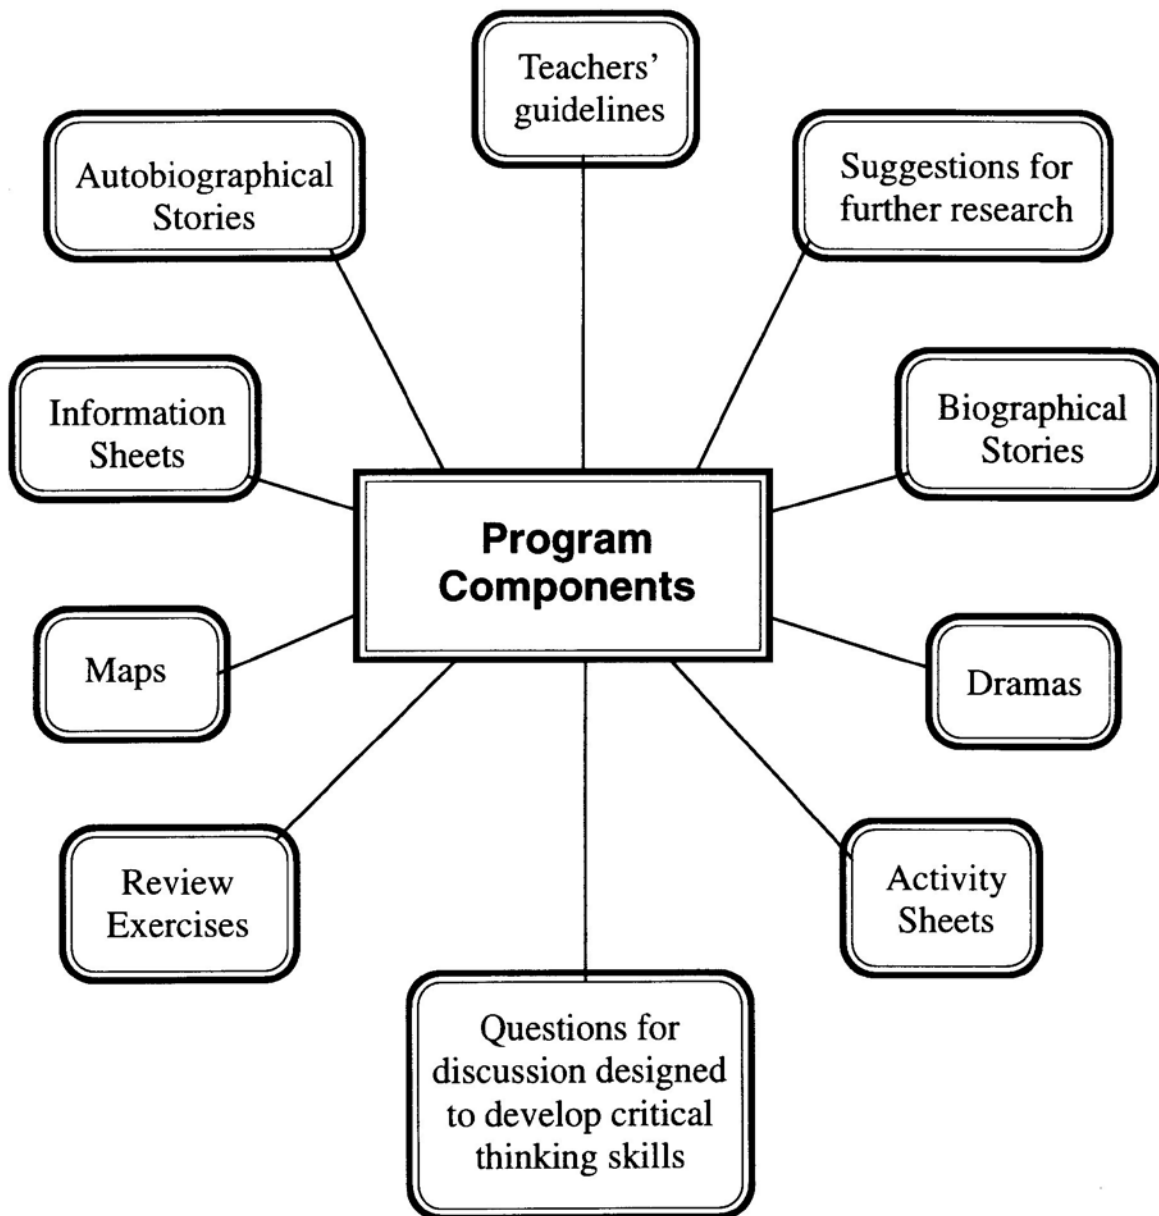 Teachers'
guidelines
Autobiographical
Stories
Suggestions for
further research
Information
Sheets
Biographical
Stories
Program
Components
Maps
Dramas
Review
Exercises
Activity
Sheets
Questions for
discussion designed
to develop critical
thinking skills